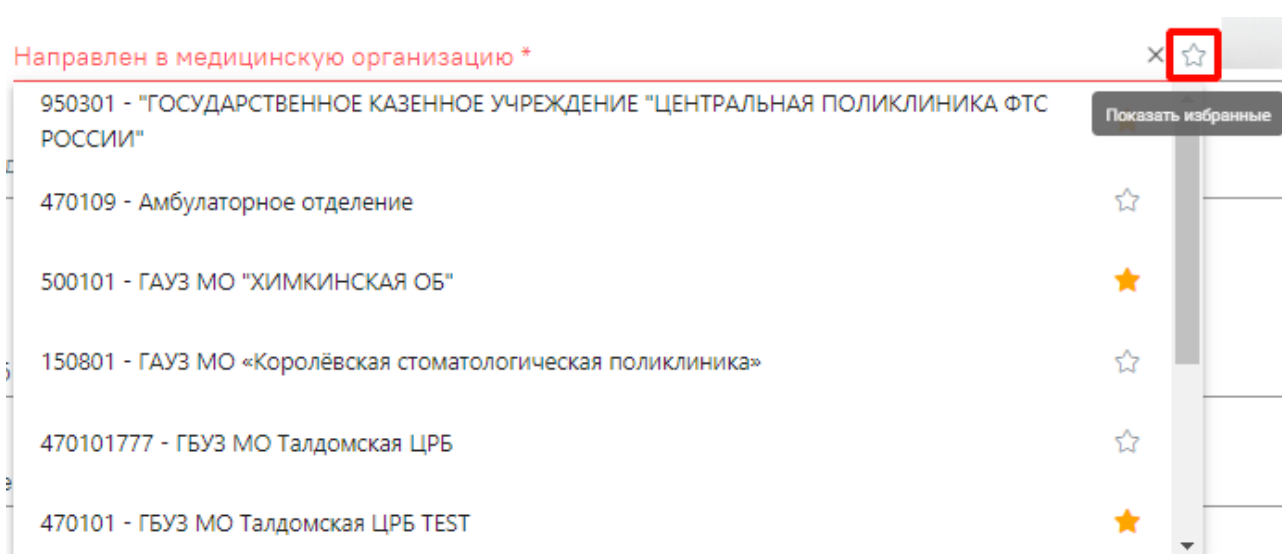 Направлен в медицинскую организацию *
950301 - "ГОСУДАРСТВЕННОЕ КАЗЕННОЕ УЧРЕЖДЕНИЕ "ЦЕНТРАЛЬНАЯ ПОЛИКЛИНИКА ФТС
РОССИИ"
Показать избранные
470109 - Амбулаторное отделение
500101 - ГАУЗ МО "ХИМКИНСКАЯ ОБ"
150801 - ГАУЗ МО «Королёвская стоматологическая поликлиника»
470101777 - ГБУЗ МО Талдомская ЦРБ
470101 - ГБУЗ МО Талдомская ЦРБ TEST